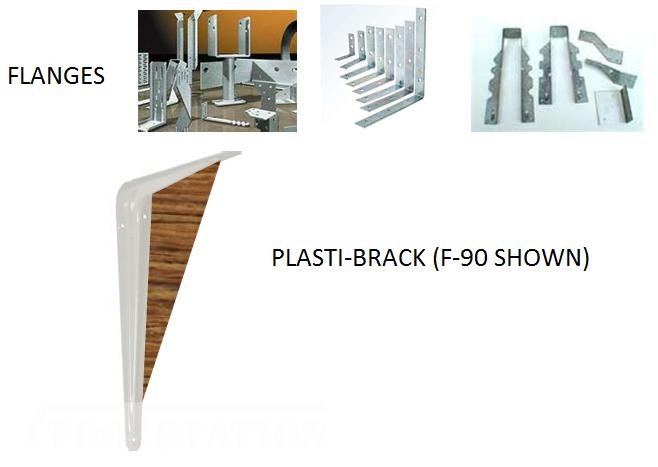 FLANGES
PLASTI-BRACK (F-90 SHOWN)